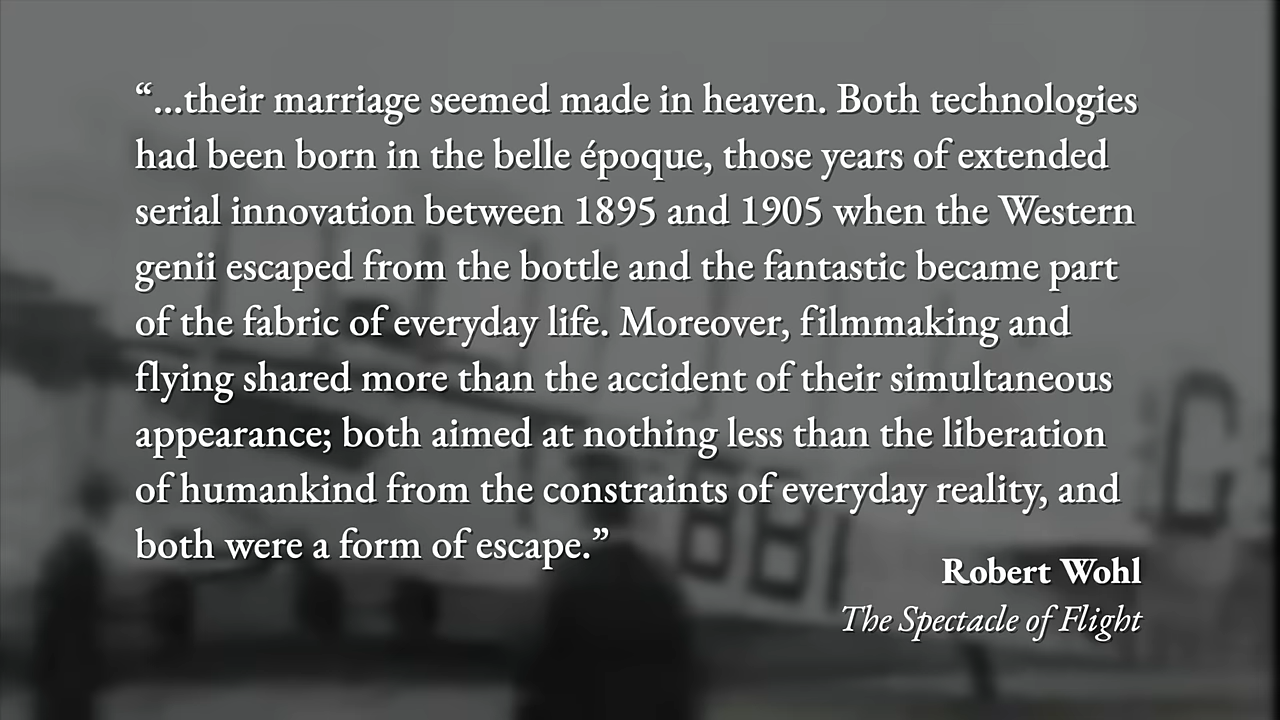 “...their marriage seemed made in heaven. Both technologies
had been born in the belle époque, those years of extended
serial innovation between 1895 and 1905 when the Western
genii escaped from the bottle and the fantastic became part
of the fabric of everyday life. Moreover, filmmaking and
flying shared more than the accident of their simultaneous
appearance; both aimed at nothing less than the liberation
of humankind from the constraints of everyday reality, and
both were a form of escape.”
Robert Wohl
The Spectacle of Flight
G